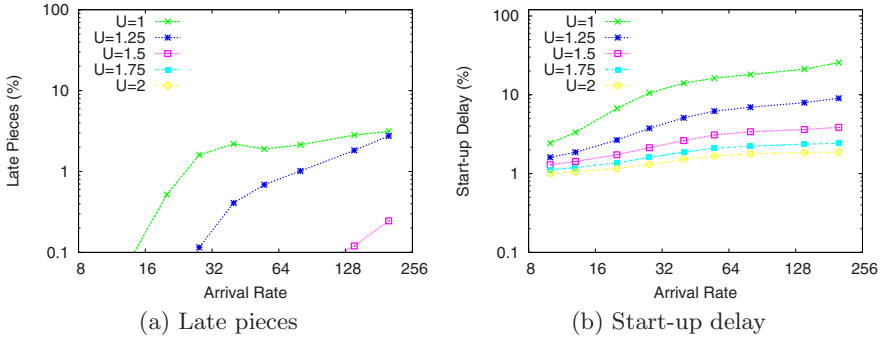 100
10
1
0.1
Late Pieces (%)
U=1
U=1.25
U=1.5
U=1.75
U=2
8 16 32 64 128 256
Arrival Rate
(a) Late pieces
100
10
1
0.1
Start-up Delay (%)
U=1
U=1.25
U=1.5
U=1.75
U=2
8 16 32 64 128 256
Arrival Rate
(b) Start-up delay